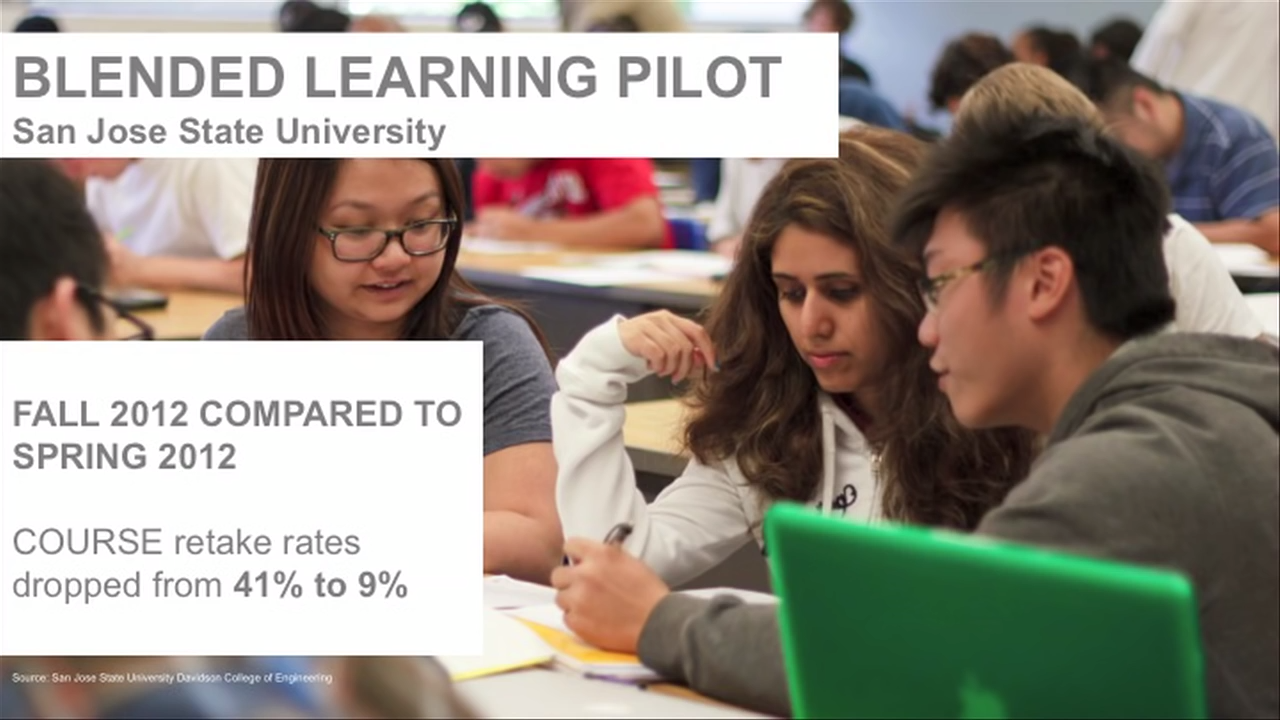 BLENDED LEARNING PILOT
San Jose State University
FALL 2012 COMPARED TO
SPRING 2012
COURSE retake rates
dropped from 41% to 9%
Source: San Jose State University Davidson College of Engineering